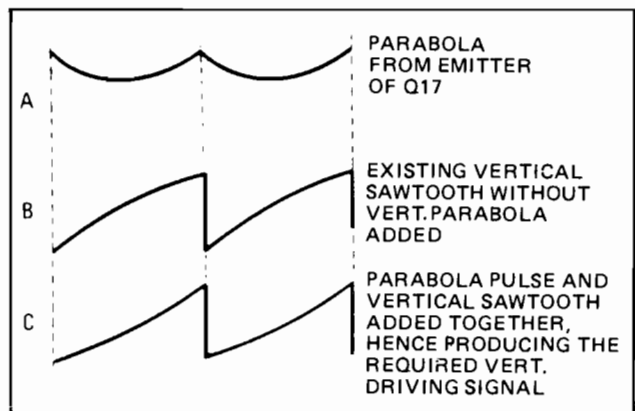 PARABOLA
FROM EMITTER
OF Q17
A
EXISTING VERTICAL
SAWTOOTH WITHOUT
VERT. PARABOLA
ADDED
B
PARABOLA PULSE AND
VERTICAL SAWTOOTH
ADDED TOGETHER,
HENCE PRODUCING THE
REQUIRED VERT.
DRIVING SIGNAL
C